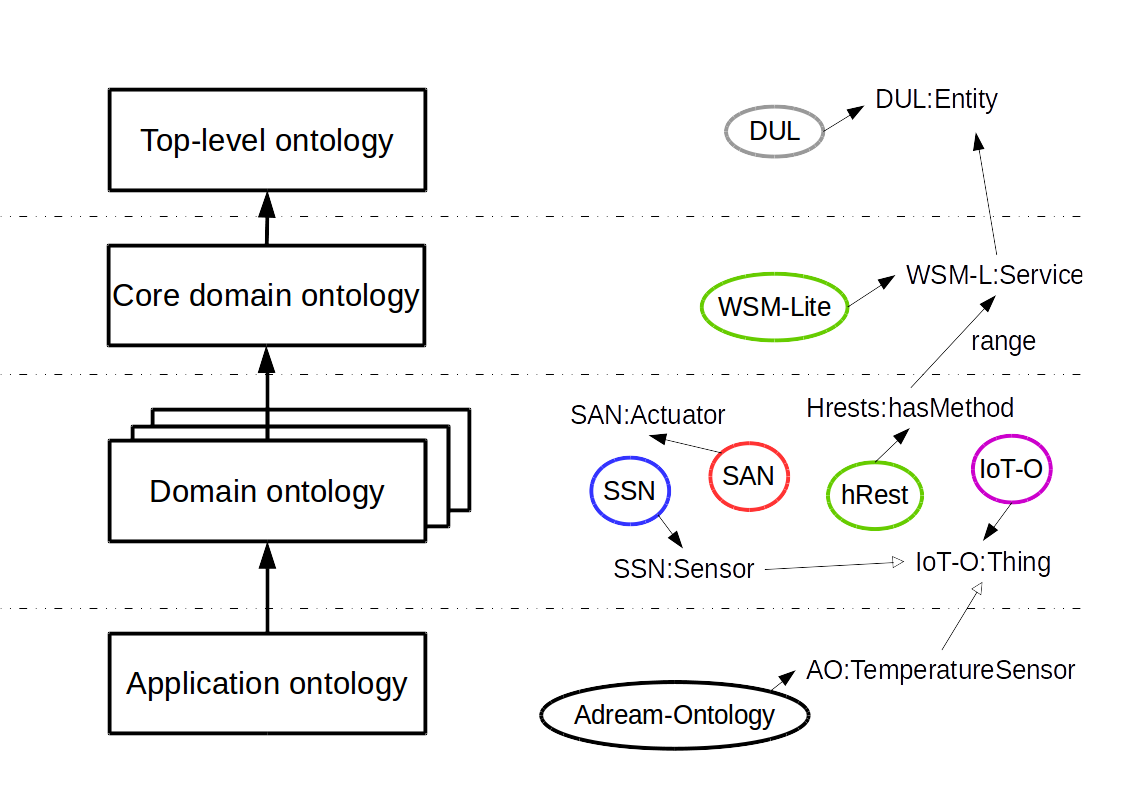 DUL:Entity
Top-level ontology
DUL
WSM-L:Service
Core domain ontology
WSM-Lite
range
SAN:Actuator
Hrests:hasMethod
Domain ontology
SSN
SAN
hRest
IoT-O
SSN:Sensor
IoT-O:Thing
Application ontology
AO:TemperatureSensor
Adream-Ontology